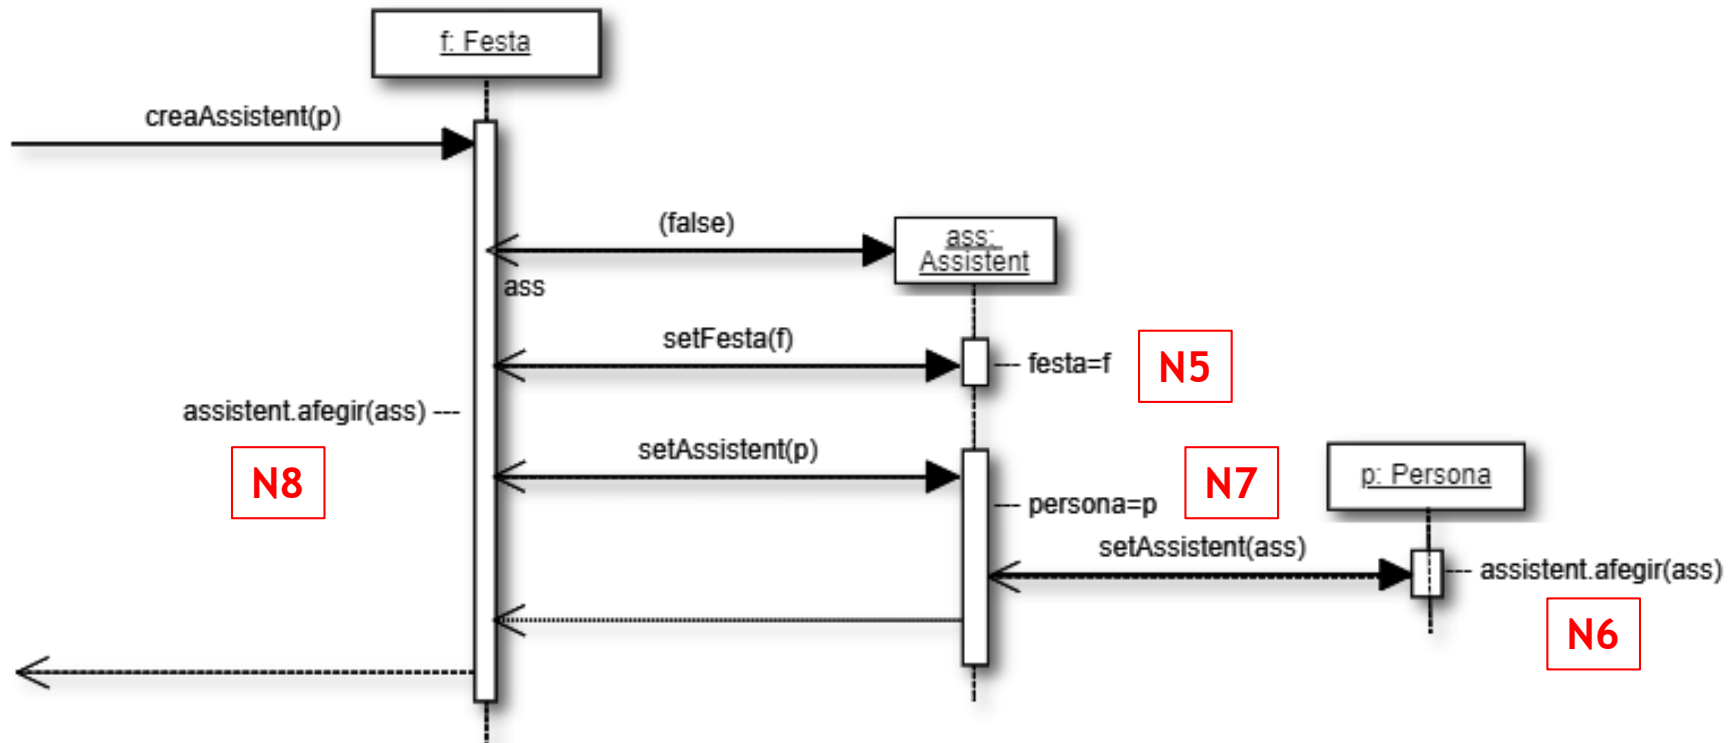 f: Festa
creaAssistent(p)
(false)
ass:
Assistent
ass
setFesta(f)
festa=f
N5
assistent.afegir(ass)
N8
setAssistent(p)
N7
p: Persona
persona=p
setAssistent(ass)
assistent.afegir(ass)
N6